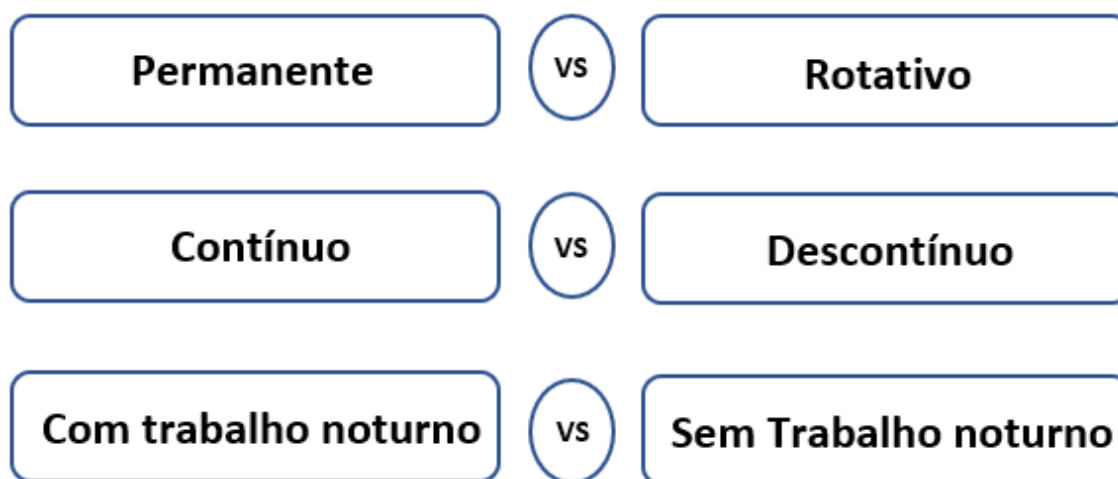 Permanente vs Rotativo
Contínuo vs Descontínuo
Com trabalho noturno vs Sem Trabalho noturno